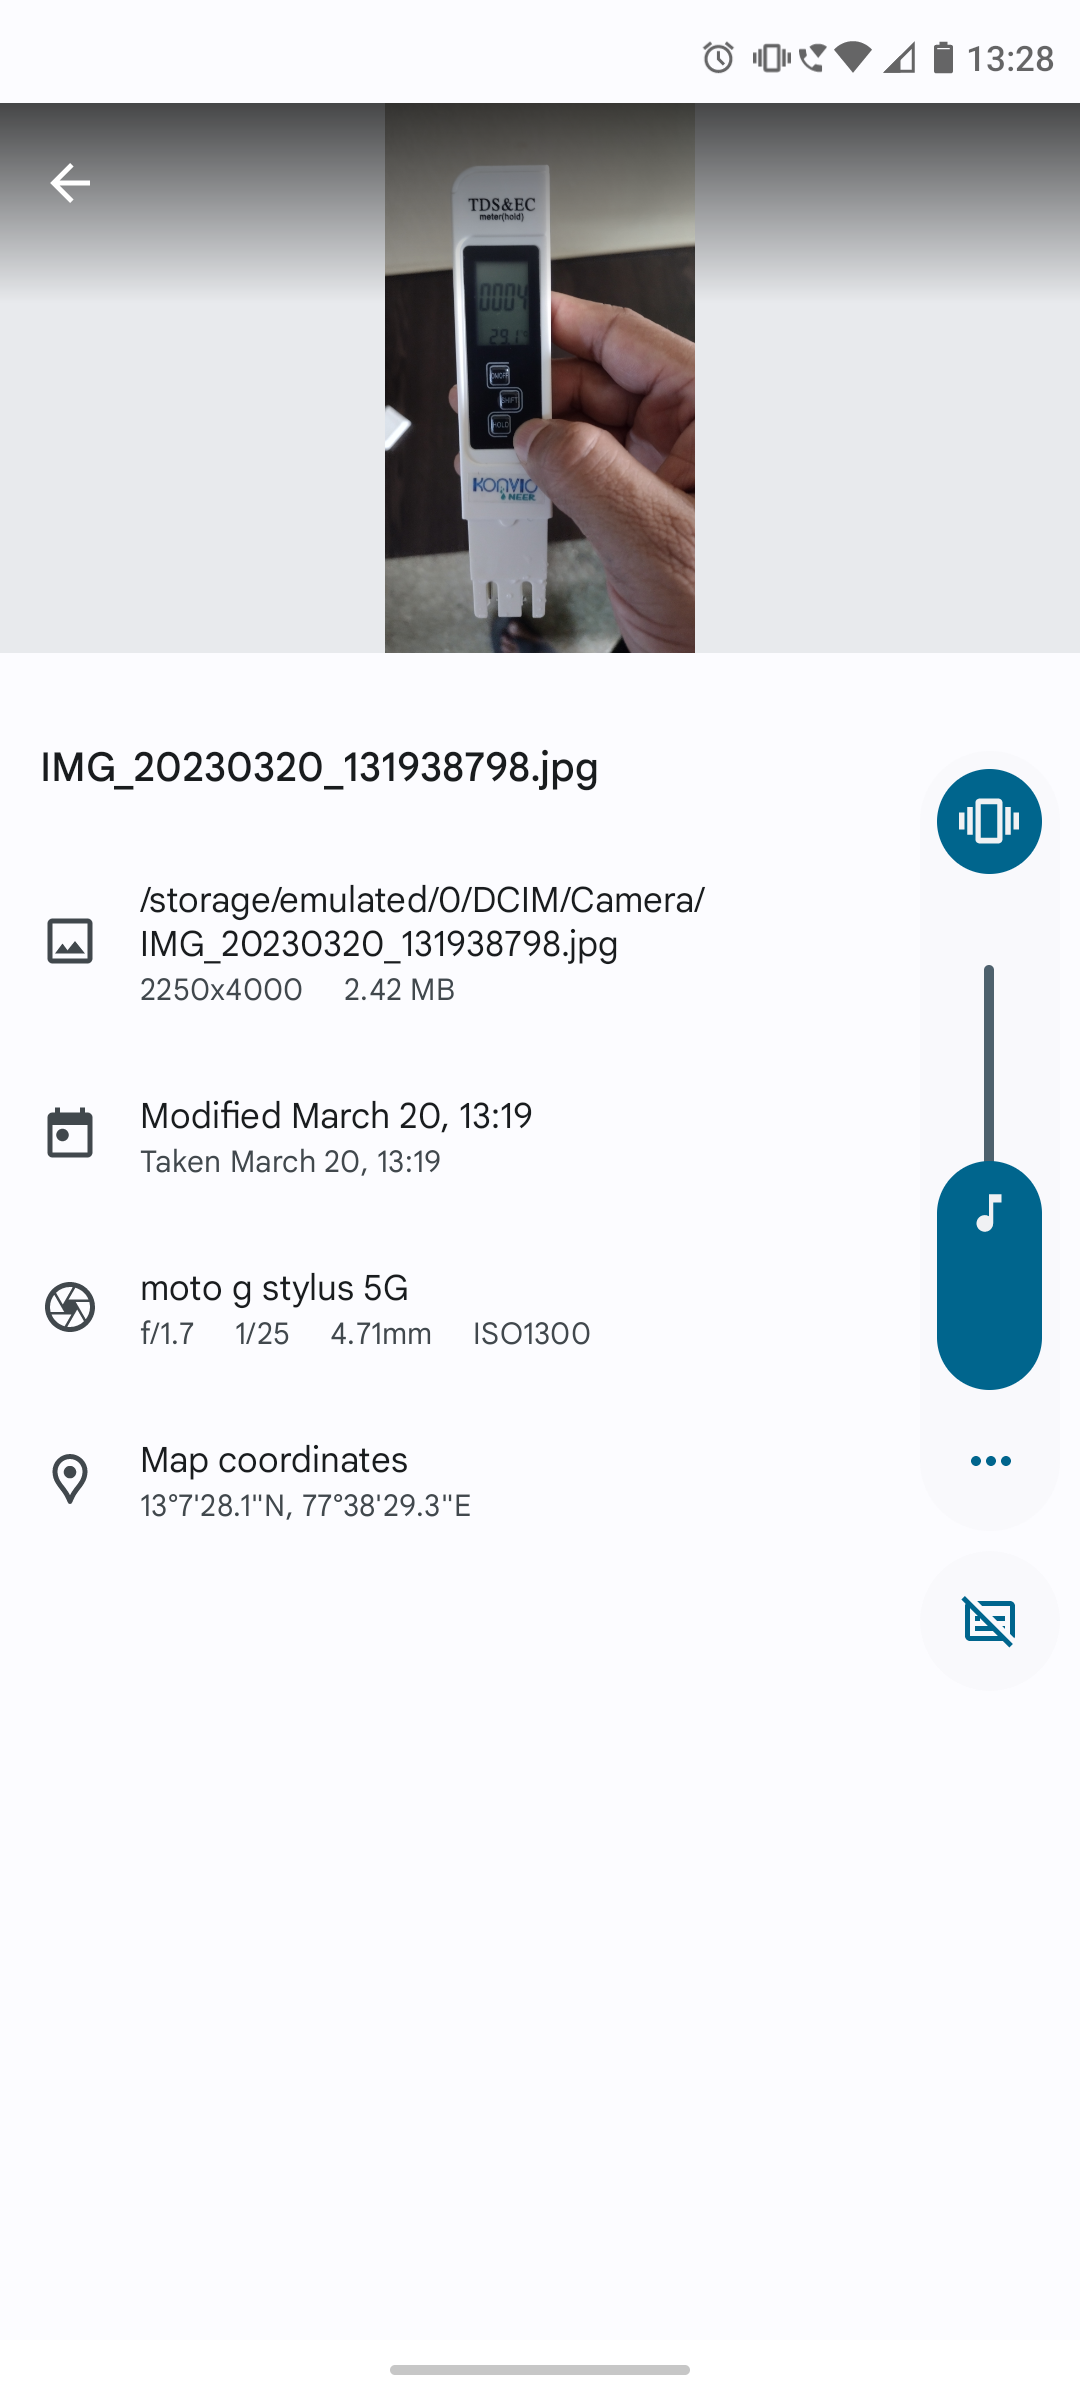 13:28
TDS&EC
meter(hold)
0004
29.1°
ON/OFF
SHIFT
HOLD
KONVIO
NEER
IMG_20230320_131938798.jpg
/storage/emulated/0/DCIM/Camera/
IMG_20230320_131938798.jpg
2250x4000 2.42 MB
Modified March 20, 13:19
Taken March 20, 13:19
moto g stylus 5G
f/1.7 1/25 4.71mm ISO1300
Map coordinates
13°7'28.1"N, 77°38'29.3"E